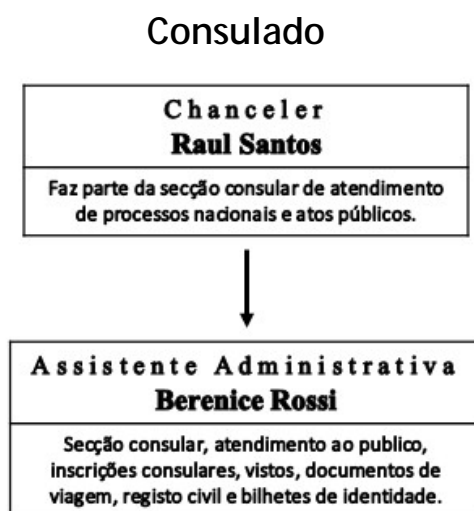 Consulado
Chanceler
Raul Santos
Faz parte da secção consular de atendimento
de processos nacionais e atos públicos.
Assistente Administrativa
Berenice Rossi
Secção consular, atendimento ao publico,
inscrições consulares, vistos, documentos de
viagem, registo civil e bilhetes de identidade.